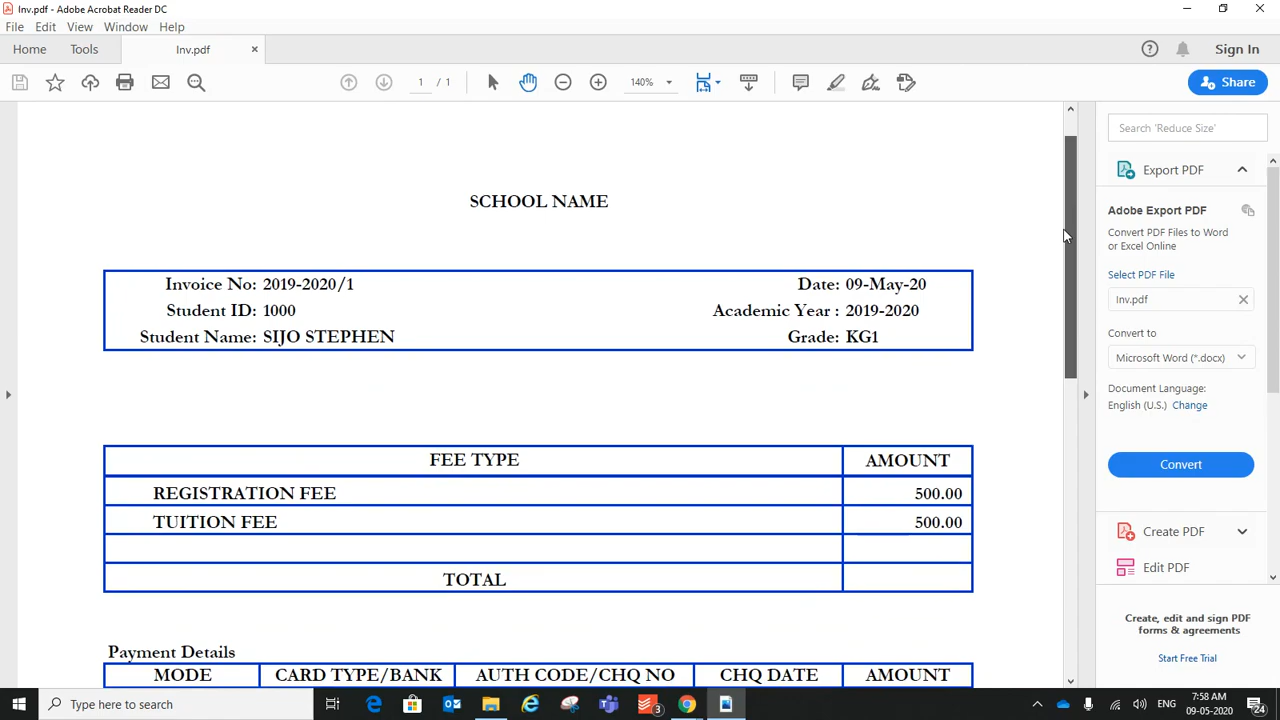 Inv.pdf - Adobe Acrobat Reader DC
File Edit View Window Help
Home Tools Inv.pdf × Sign In
1 / 1 140% Share
Search 'Reduce Size'
Export PDF
Adobe Export PDF
Convert PDF Files to Word
or Excel Online
Select PDF File
Inv.pdf
Convert to
Microsoft Word (*.docx)
Document Language:
English (U.S.) Change
Convert
Create PDF
Edit PDF
Create, edit and sign PDF
forms & agreements
Start Free Trial
SCHOOL NAME
Invoice No: 2019-2020/1 Date: 09-May-20
Student ID: 1000 Academic Year : 2019-2020
Student Name: SIJO STEPHEN Grade: KG1
FEE TYPE AMOUNT
REGISTRATION FEE 500.00
TUITION FEE 500.00
TOTAL
Payment Details
MODE CARD TYPE/BANK AUTH CODE/CHQ NO CHQ DATE AMOUNT
Type here to search
3
ENG
7:58 AM
09-05-2020
24